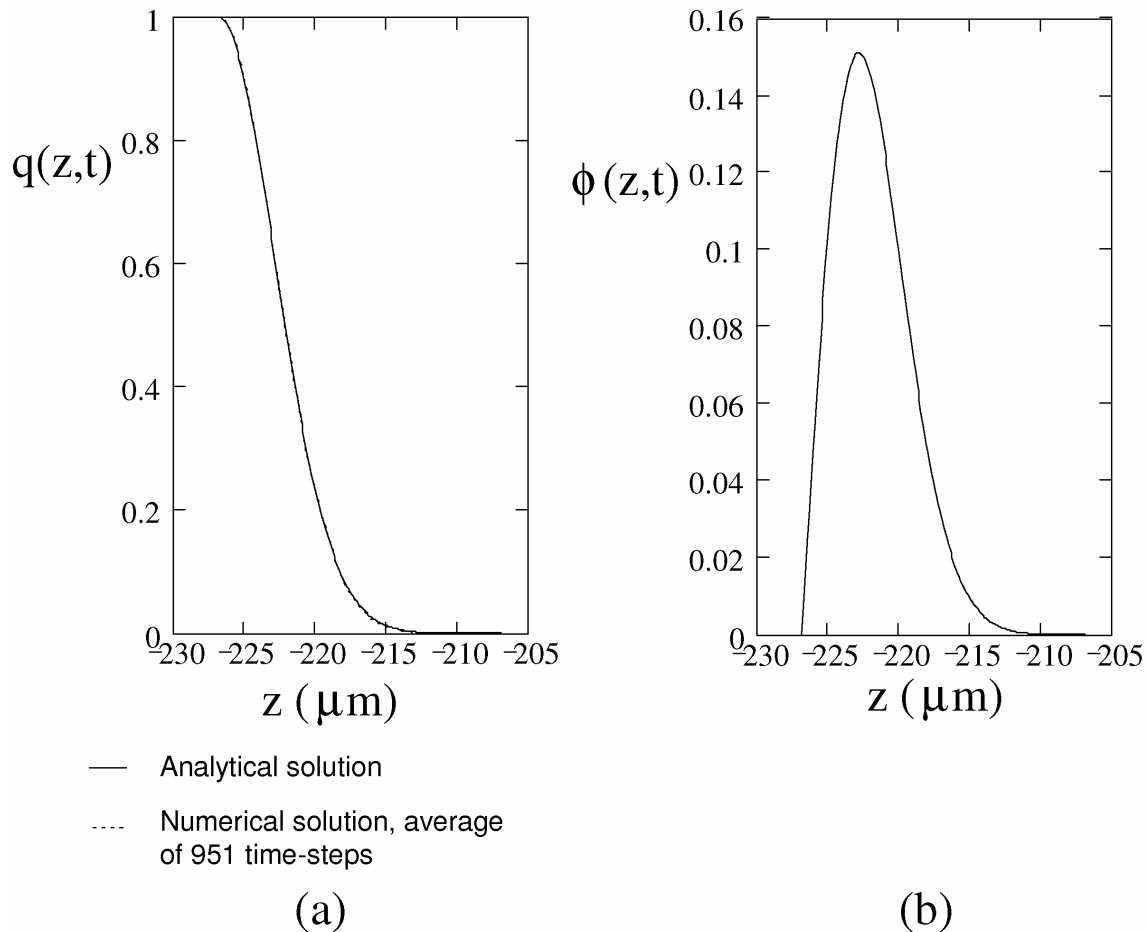 1
0.8
q(z,t)
0.6
0.4
0.2
0
−230 −225 −220 −215 −210 −205
z (μm)
0.16
0.14
ϕ (z,t)
0.12
0.1
0.08
0.06
0.04
0.02
0
−230 −225 −220 −215 −210 −205
z (μm)
Analytical solution
Numerical solution, average
of 951 time-steps
(a)
(b)